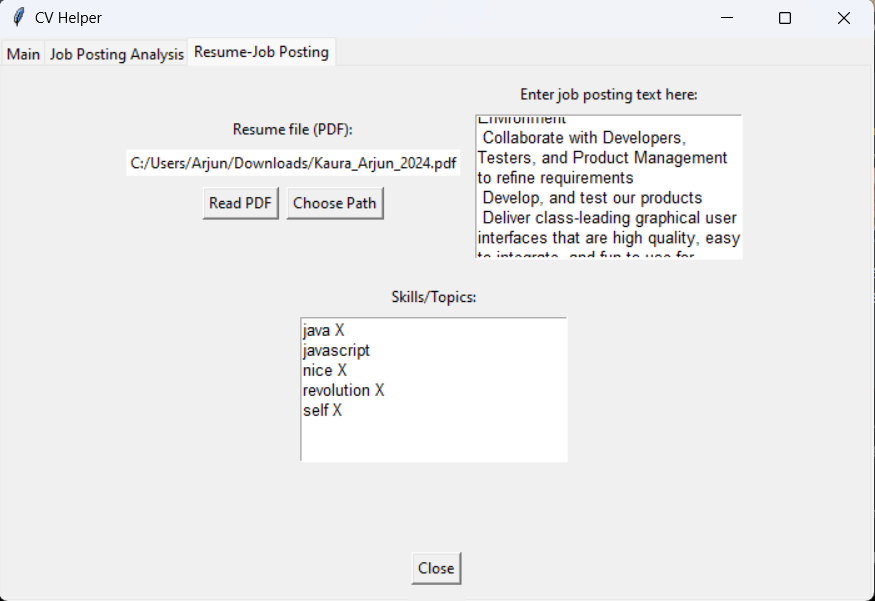 CV Helper
Main
Job Posting Analysis
Resume-Job Posting
Resume file (PDF):
C:/Users/Arjun/Downloads/Kaura_Arjun_2024.pdf
Read PDF
Choose Path
Enter job posting text here:
Environment
Collaborate with Developers,
Testers, and Product Management
to refine requirements
Develop, and test our products
Deliver class-leading graphical user
interfaces that are high quality, easy
to integrate, and fun to use for
Skills/Topics:
java X
javascript
nice X
revolution X
self X
Close